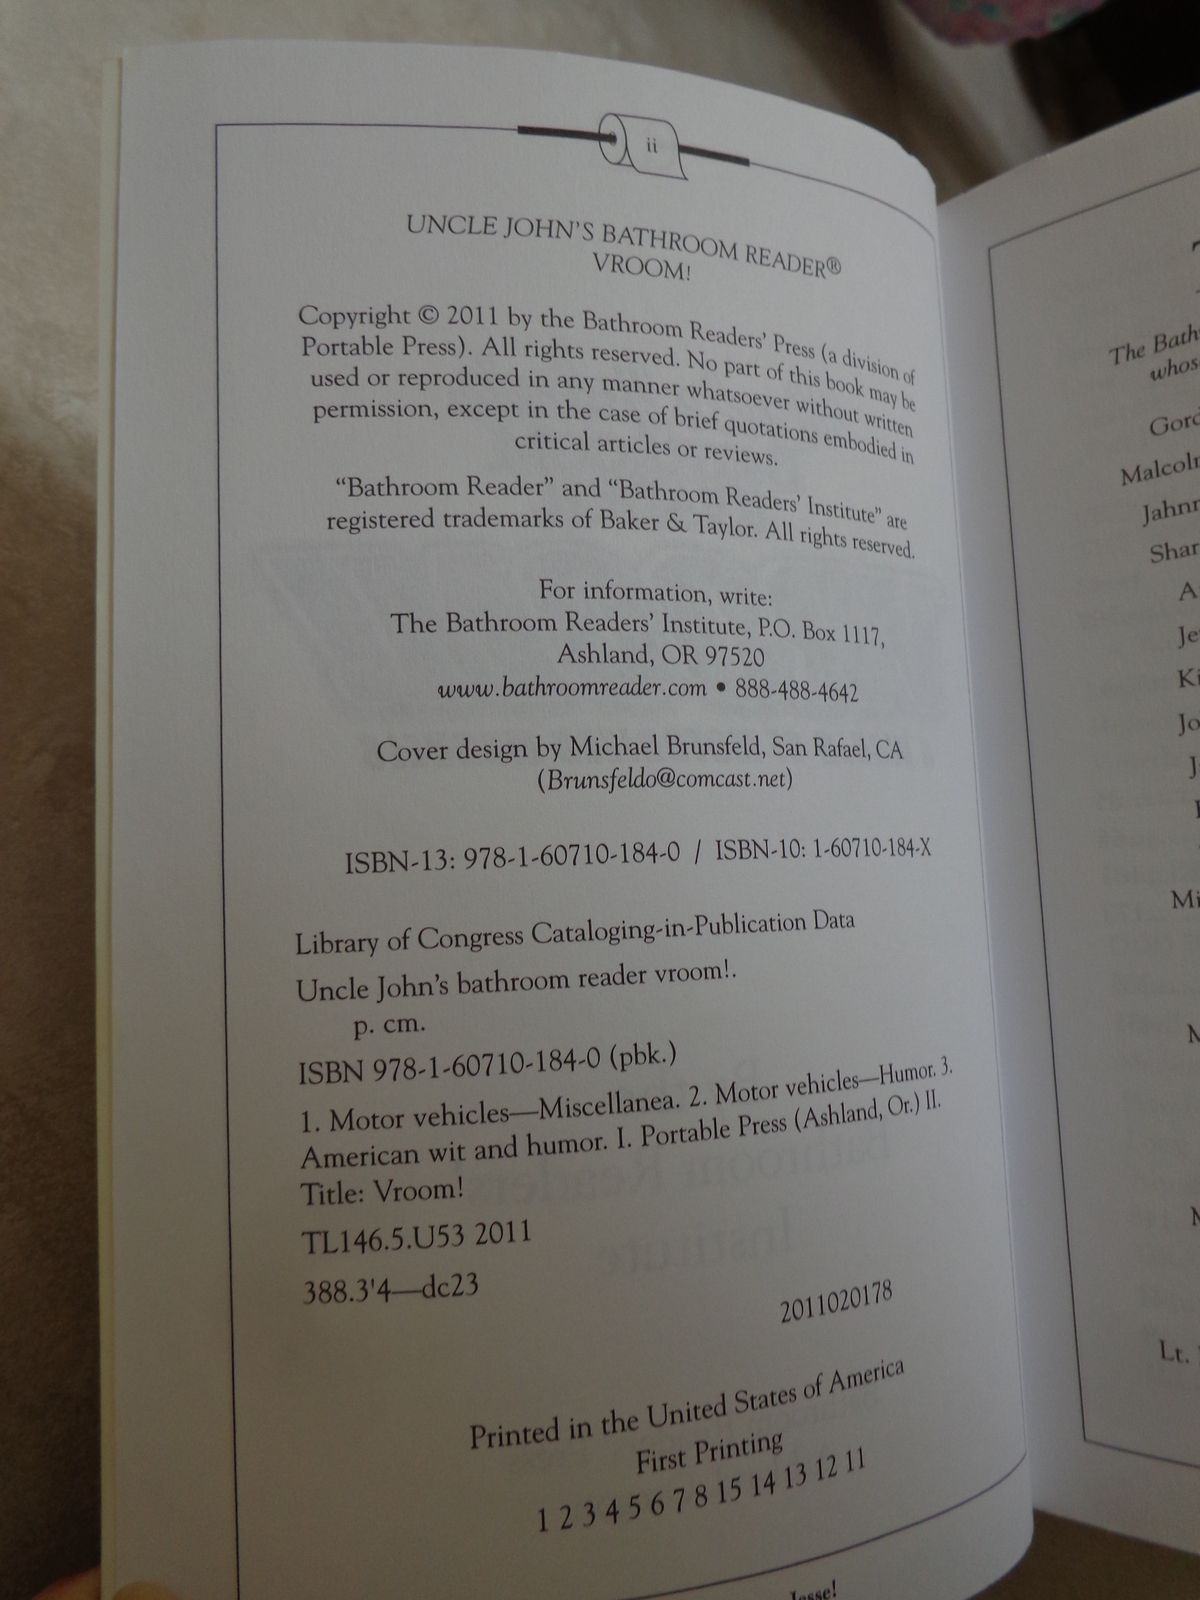 ii
UNCLE JOHN'S BATHROOM READER®
VROOM!
Copyright © 2011 by the Bathroom Readers' Press (a division of
Portable Press). All rights reserved. No part of this book may be
used or reproduced in any manner whatsoever without written
permission, except in the case of brief quotations embodied in
critical articles or reviews.
“Bathroom Reader” and “Bathroom Readers' Institute” are
registered trademarks of Baker & Taylor. All rights reserved.
For information, write:
The Bathroom Readers' Institute, P.O. Box 1117,
Ashland, OR 97520
www.bathroomreader.com • 888-488-4642
Cover design by Michael Brunsfeld, San Rafael, CA
(Brunsfeldo@comcast.net)
ISBN-13: 978-1-60710-184-0 / ISBN-10: 1-60710-184-X
Library of Congress Cataloging-in-Publication Data
Uncle John's bathroom reader vroom!.
p. cm.
ISBN 978-1-60710-184-0 (pbk.)
1. Motor vehicles—Miscellanea. 2. Motor vehicles—Humor. 3.
American wit and humor. I. Portable Press (Ashland, Or.) II.
Title: Vroom!
TL146.5.U53 2011
388.3'4—dc23
2011020178
Printed in the United States of America
First Printing
1 2 3 4 5 6 7 8 15 14 13 12 11
Jesse!
The Bath
whos
Gord
Malcolm
Jahnn
Shar
A
Je
Ki
Jo
J
Mi
M
M
Lt.